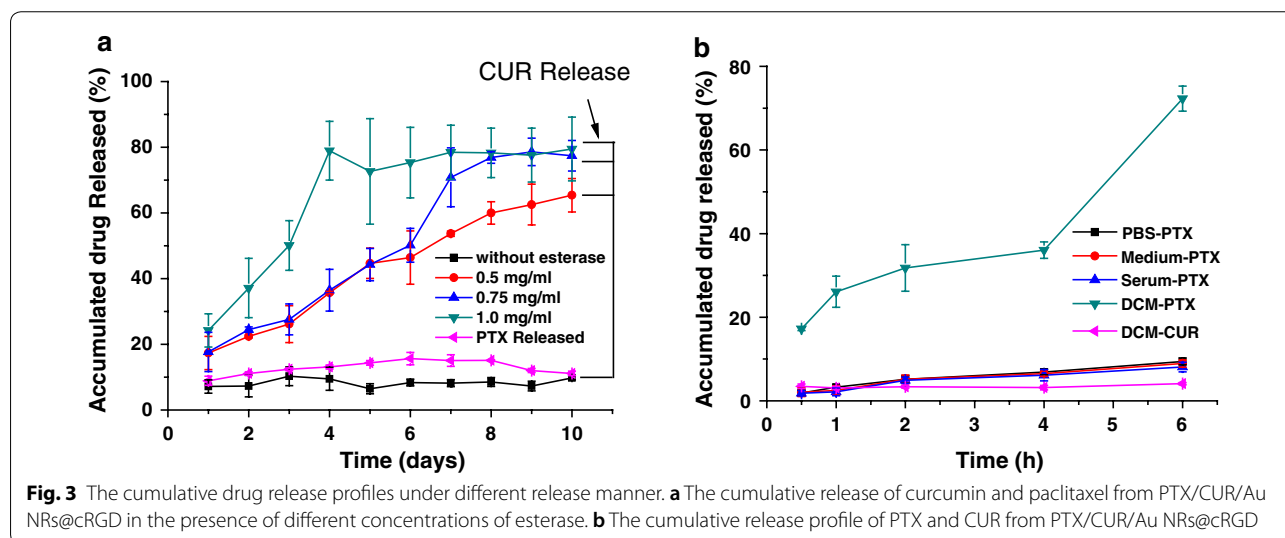 a
CUR Release
Accumulated drug Released (%)
100
80
60
40
20
0
without esterase
0.5 mg/ml
0.75 mg/ml
1.0 mg/ml
PTX Released
0 2 4 6 8 10
Time (days)
b
Accumulated drug released (%)
80
60
40
20
0
PBS-PTX
Medium-PTX
Serum-PTX
DCM-PTX
DCM-CUR
0 1 2 3 4 5 6
Time (h)
Fig. 3 The cumulative drug release profiles under different release manner. a The cumulative release of curcumin and paclitaxel from PTX/CUR/Au
NRs@cRGD in the presence of different concentrations of esterase. b The cumulative release profile of PTX and CUR from PTX/CUR/Au NRs@cRGD